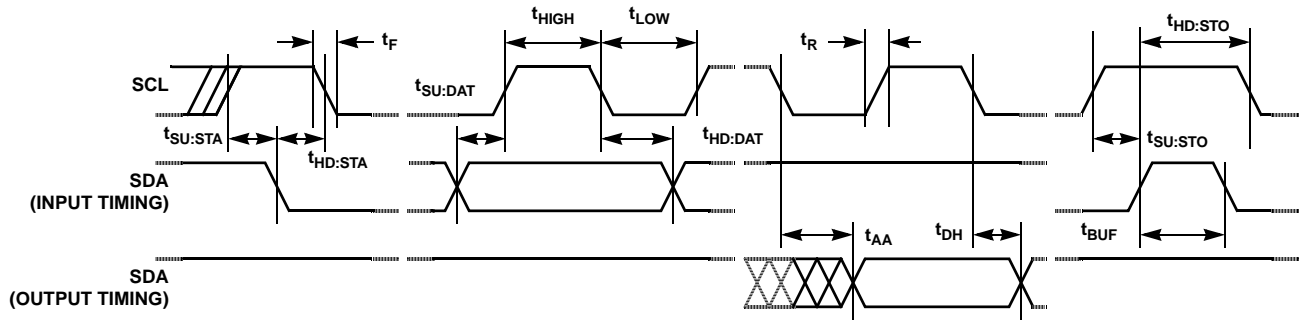 tHIGH tLOW tHD:STO
tF tR
SCL
tSU:DAT
tSU:STA tHD:STA tHD:DAT tSU:STO
SDA
(INPUT TIMING)
tAA tDH tBUF
SDA
(OUTPUT TIMING)